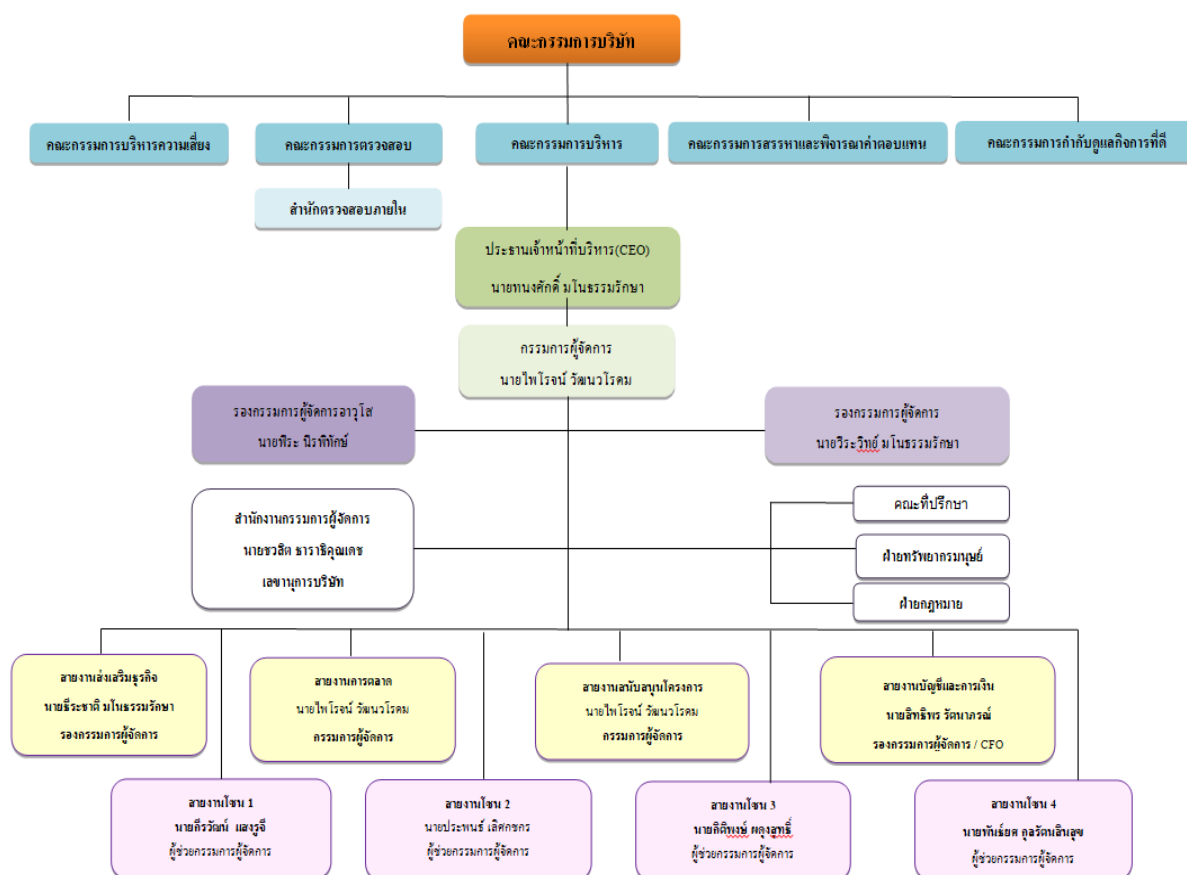 คณะกรรมการบริษัท
คณะกรรมการบริหารความเสี่ยง
คณะกรรมการตรวจสอบ
คณะกรรมการบริหาร
คณะกรรมการสรรหาและพิจารณาค่าตอบแทน
คณะกรรมการกำกับดูแลกิจการที่ดี
สำนักตรวจสอบภายใน
ประธานเจ้าหน้าที่บริหาร(CEO)
นายทนงศักดิ์ มโนธรรมรักษา
กรรมการผู้จัดการ
นายไพโรจน์ วัฒนวโรดม
รองกรรมการผู้จัดการอาวุโส
นายพีระ นิรพิทักษ์
รองกรรมการผู้จัดการ
นายวีระวิทย์ มโนธรรมรักษา
สำนักงานกรรมการผู้จัดการ
นายชวลิต ธาราธิคุณเดช
เลขานุการบริษัท
คณะที่ปรึกษา
ฝ่ายทรัพยากรมนุษย์
ฝ่ายกฎหมาย
สายงานส่งเสริมธุรกิจ
นายธีระชาติ มโนธรรมรักษา
รองกรรมการผู้จัดการ
สายงานการตลาด
นายไพโรจน์ วัฒนวโรดม
กรรมการผู้จัดการ
สายงานสนับสนุนโครงการ
นายไพโรจน์ วัฒนวโรดม
กรรมการผู้จัดการ
สายงานบัญชีและการเงิน
นายสิทธิพร รัตนาภรณ์
รองกรรมการผู้จัดการ / CFO
สายงานโซน 1
นายกีรวัฒน์ แสงรูจี
ผู้ช่วยกรรมการผู้จัดการ
สายงานโซน 2
นายประพนธ์ เลิศกชกร
ผู้ช่วยกรรมการผู้จัดการ
สายงานโซน 3
นายกิติพงษ์ ผดุงสุทธิ์
ผู้ช่วยกรรมการผู้จัดการ
สายงานโซน 4
นายพันธ์ยศ กุลรัตนสินสุข
ผู้ช่วยกรรมการผู้จัดการ